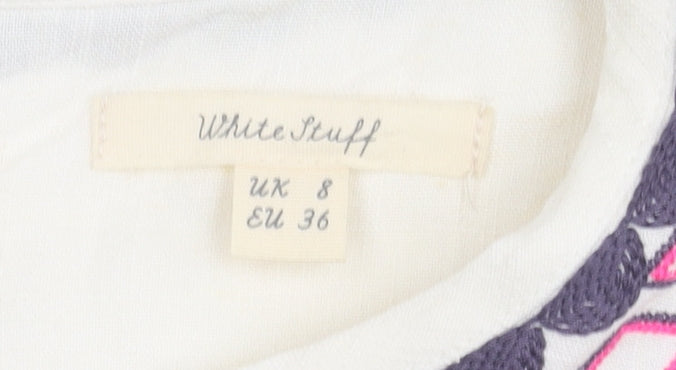 White Stuff
UK 8
EU 36